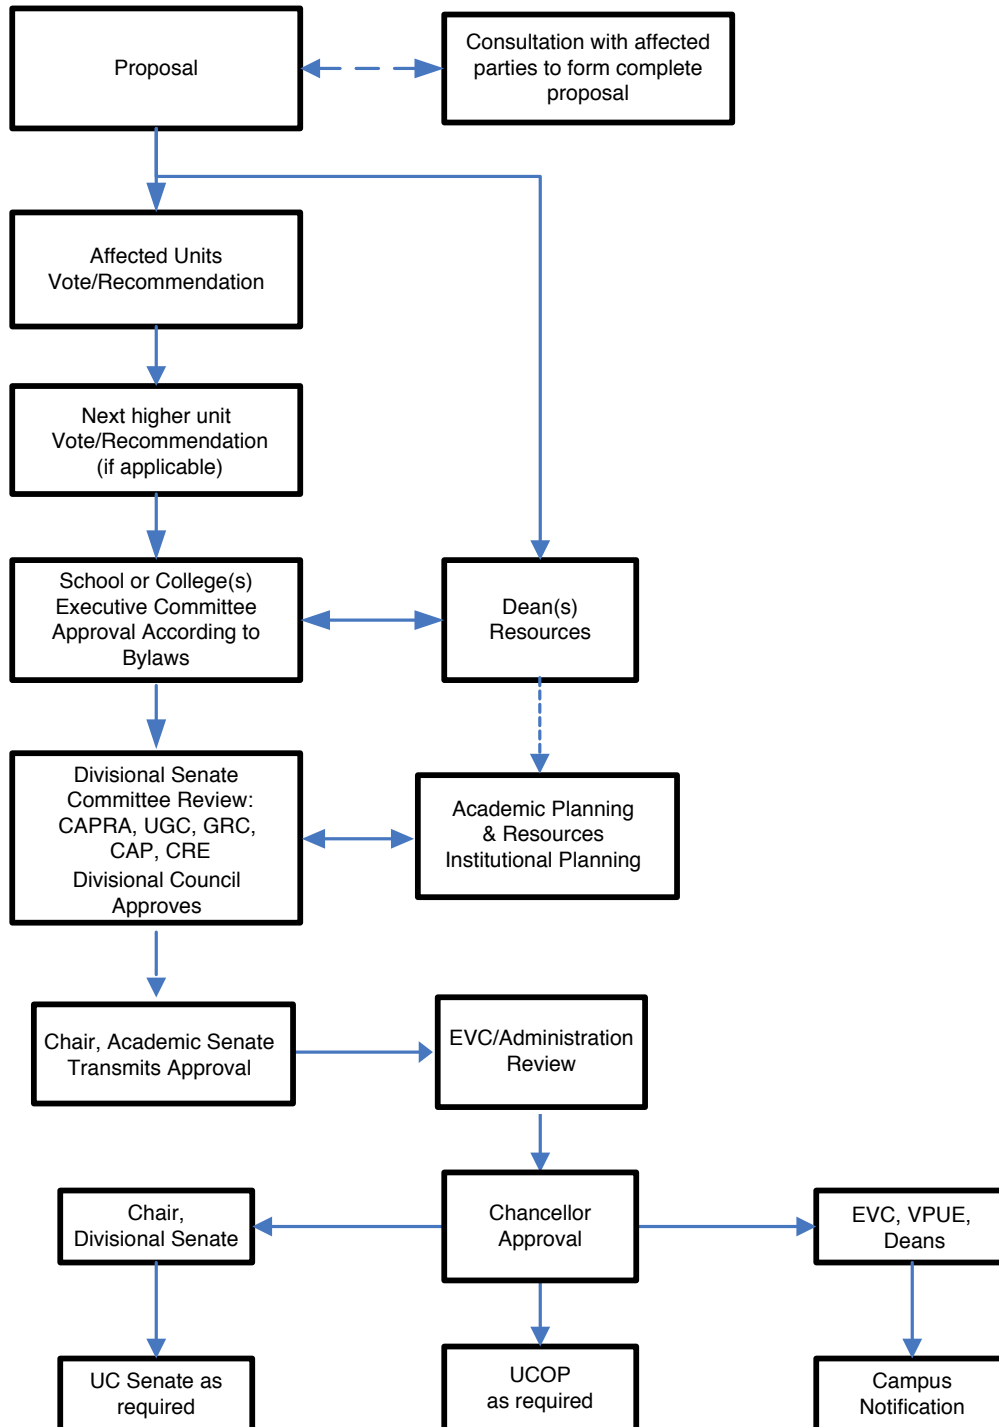 Proposal
Consultation with affected
parties to form complete
proposal
Affected Units
Vote/Recommendation
Next higher unit
Vote/Recommendation
(if applicable)
School or College(s)
Executive Committee
Approval According to
Bylaws
Dean(s)
Resources
Divisional Senate
Committee Review:
CAPRA, UGC, GRC,
CAP, CRE
Divisional Council
Approves
Academic Planning
& Resources
Institutional Planning
Chair, Academic Senate
Transmits Approval
EVC/Administration
Review
Chair,
Divisional Senate
Chancellor
Approval
EVC, VPUE,
Deans
UC Senate as
required
UCOP
as required
Campus
Notification